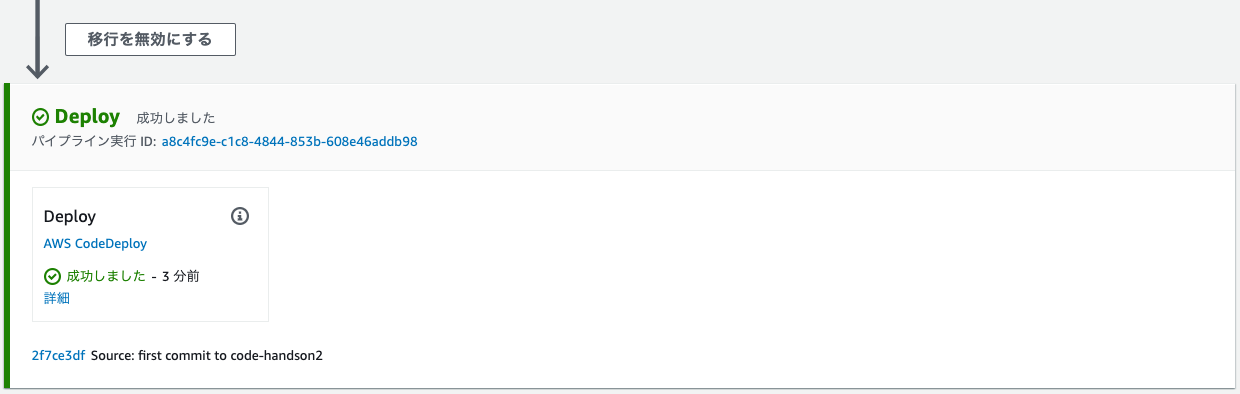 移行を無効にする
Deploy 成功しました
パイプライン実行 ID: a8c4fc9e-c1c8-4844-853b-608e46addb98
Deploy
AWS CodeDeploy
成功しました - 3 分前
詳細
2f7ce3df Source: first commit to code-handson2